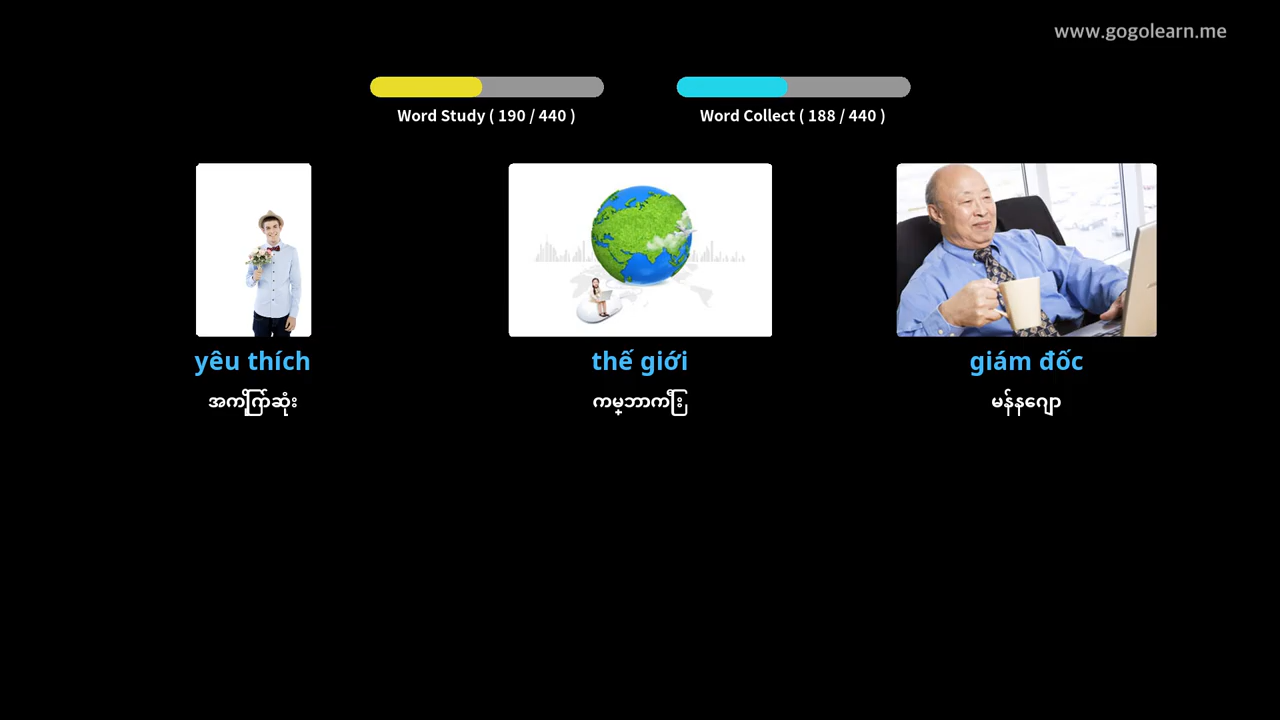 www.gogolearn.me
Word Study ( 190 / 440 )
Word Collect ( 188 / 440 )
yêu thích
thế giới
giám đốc
အကြိုက်ဆုံး
ကမ္ဘာကြီး
မန်နေဂျာ